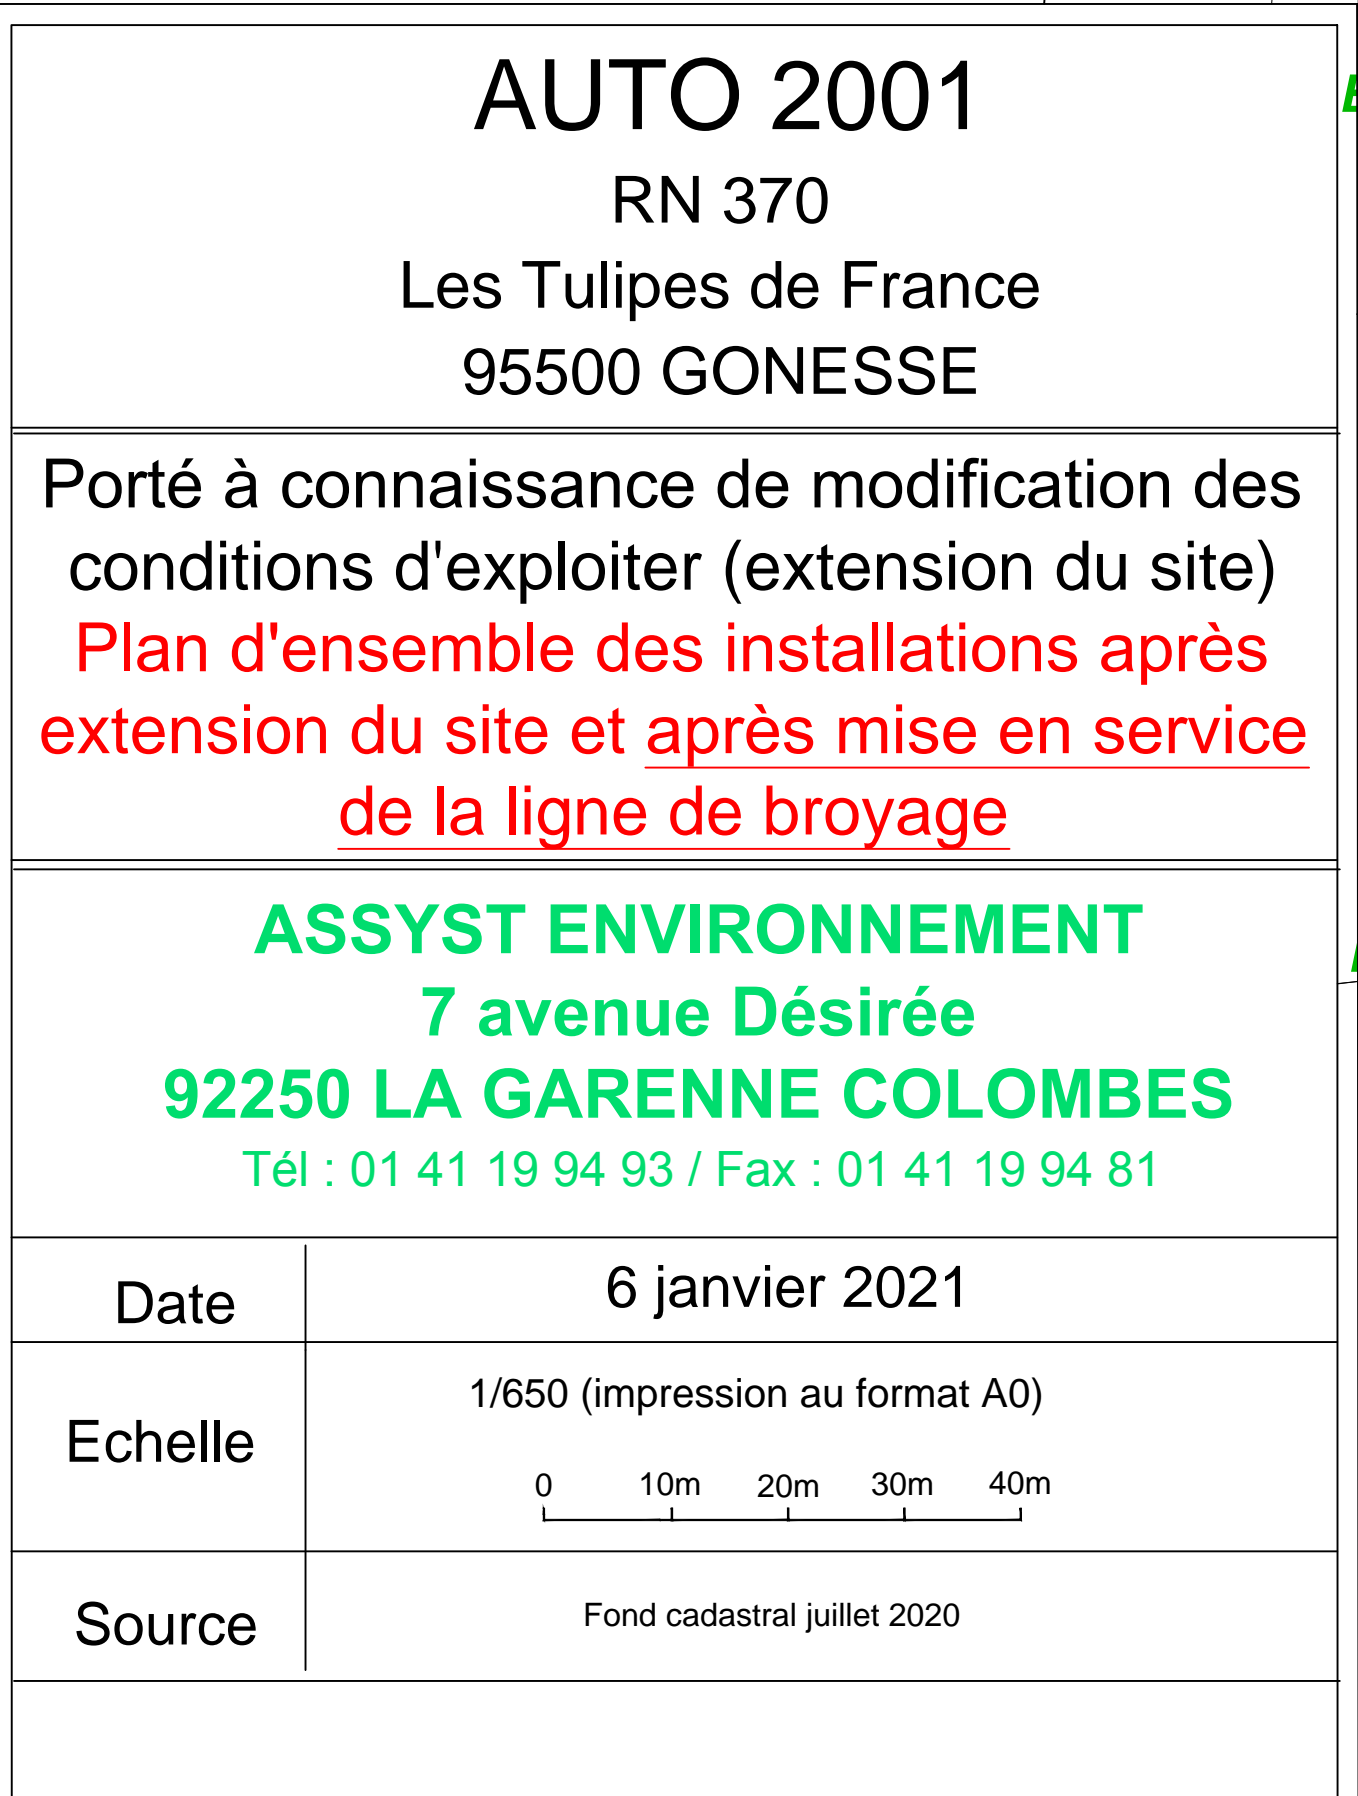 AUTO 2001
RN 370
Les Tulipes de France
95500 GONESSE
Porté à connaissance de modification des
conditions d'exploiter (extension du site)
Plan d'ensemble des installations après
extension du site et après mise en service
de la ligne de broyage
ASSYST ENVIRONNEMENT
7 avenue Désirée
92250 LA GARENNE COLOMBES
Tél : 01 41 19 94 93 / Fax : 01 41 19 94 81
Date
6 janvier 2021
Echelle
1/650 (impression au format A0)
0 10m 20m 30m 40m
Source
Fond cadastral juillet 2020